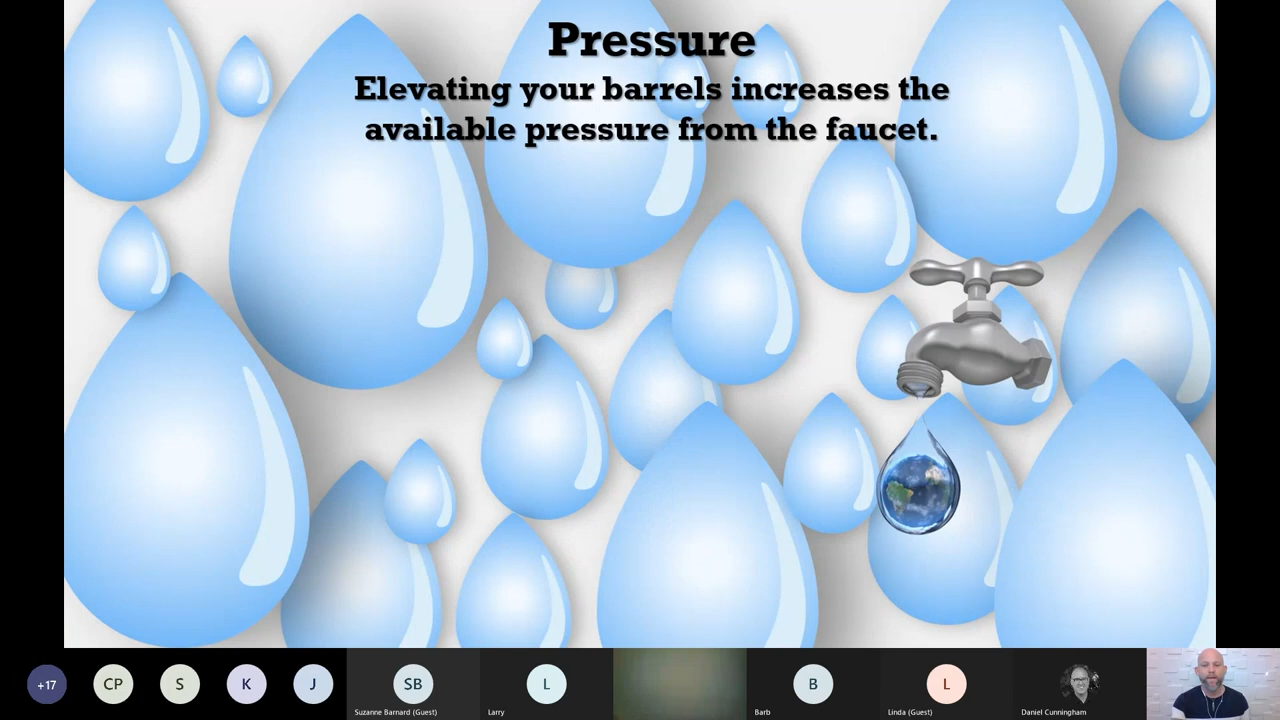 Pressure
Elevating your barrels increases the
available pressure from the faucet.
+17
CP
S
K
J
SB
L
B
L
Suzanne Barnard (Guest)
Larry
Barb
Linda (Guest)
Daniel Cunningham